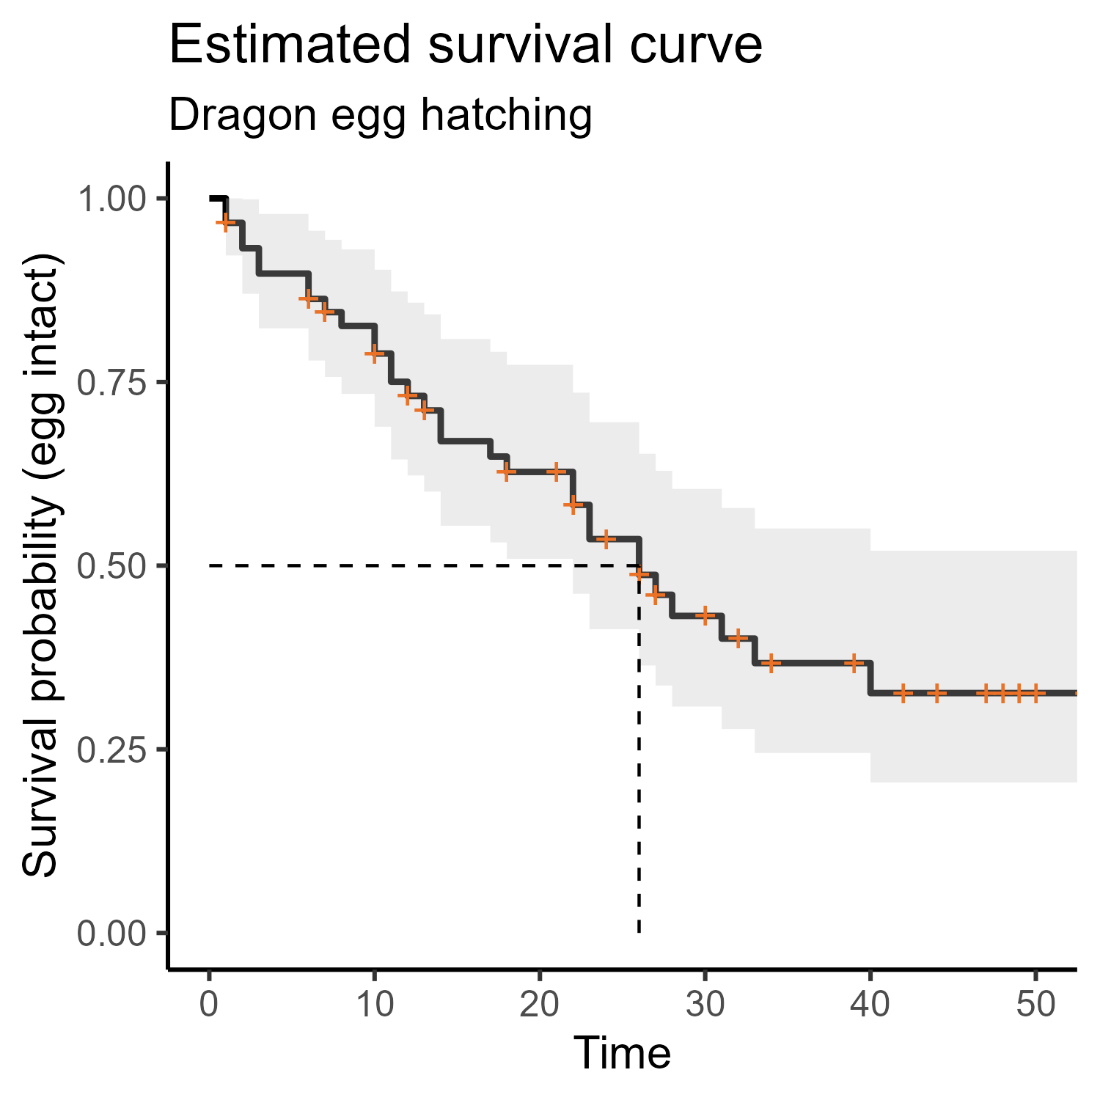 Estimated survival curve
Dragon egg hatching
Survival probability (egg intact)
1.00
0.75
0.50
0.25
0.00
0 10 20 30 40 50
Time